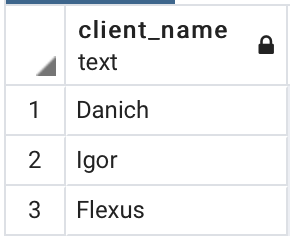 client_name
text
1 Danich
2 Igor
3 Flexus